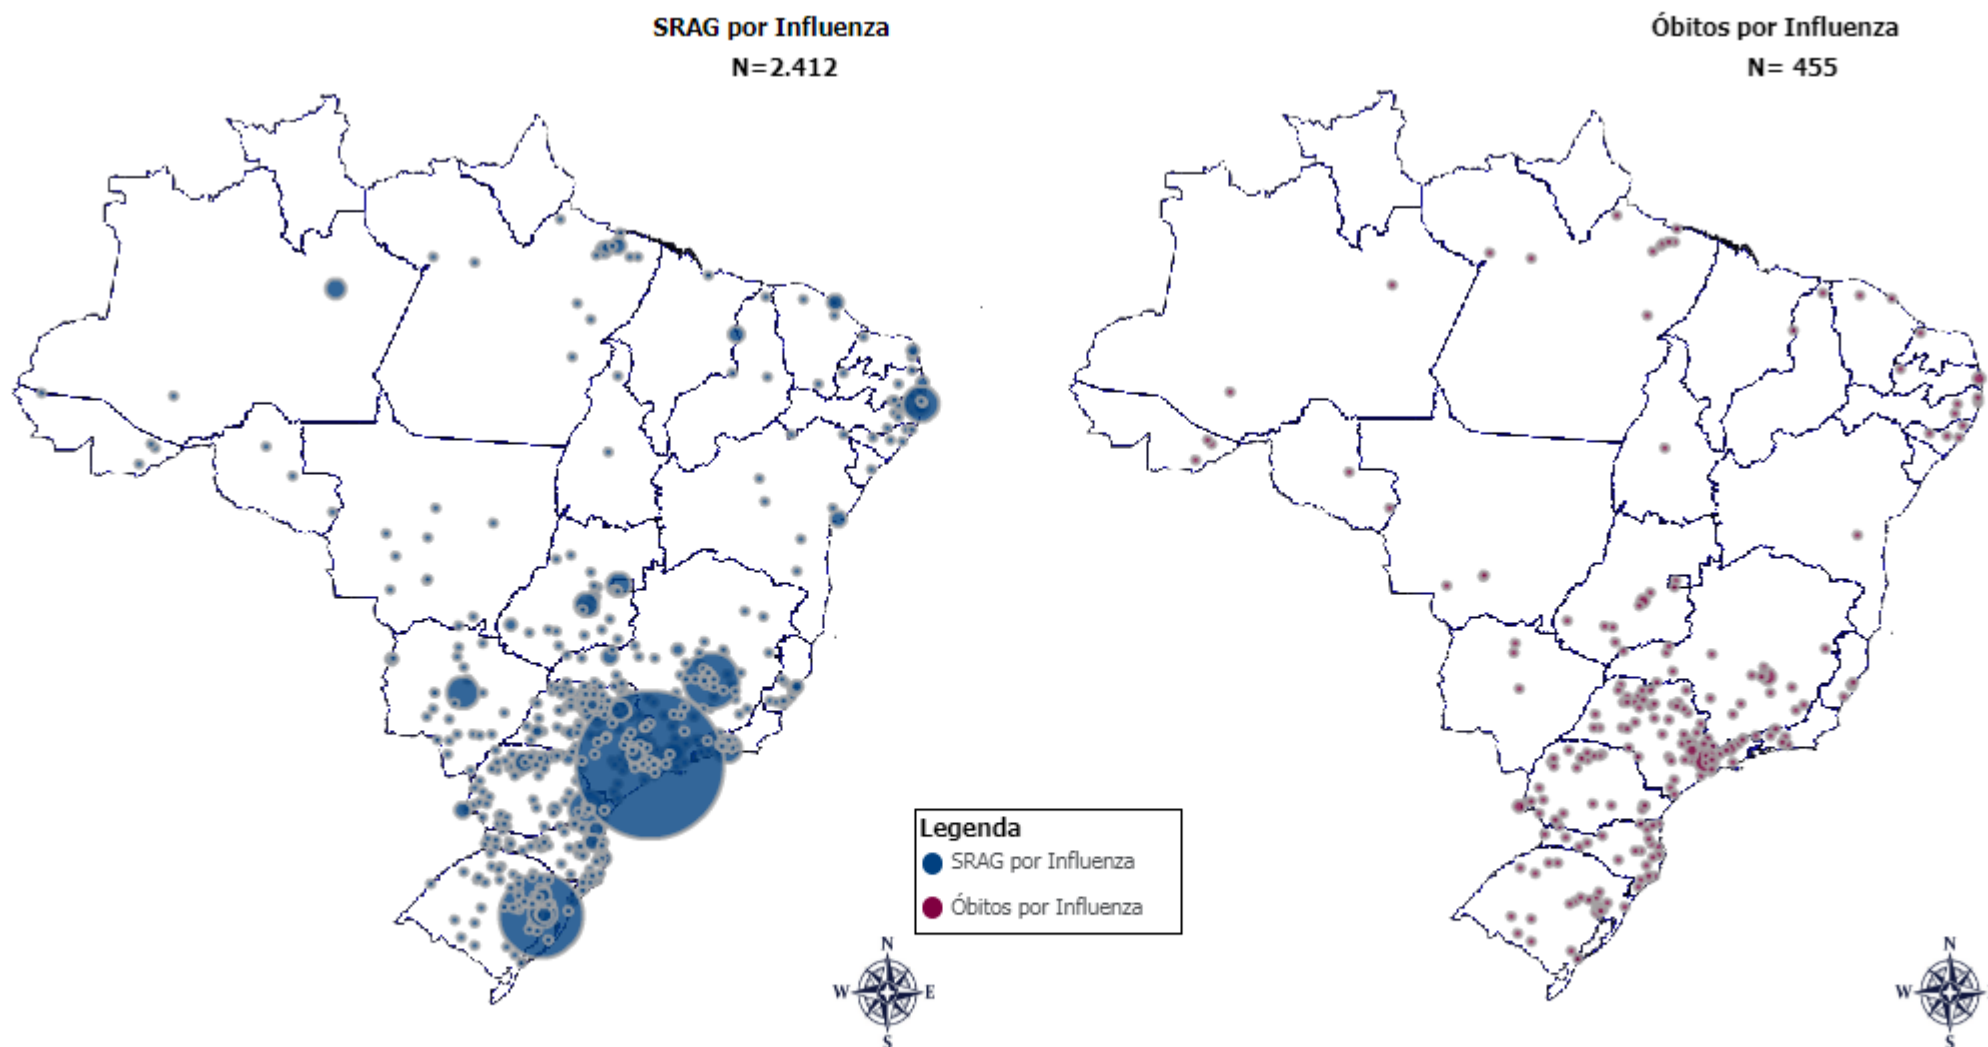 SRAG por Influenza
N=2.412
Óbitos por Influenza
N= 455
Legenda
SRAG por Influenza
Óbitos por Influenza
N
W E
S
N
W
S